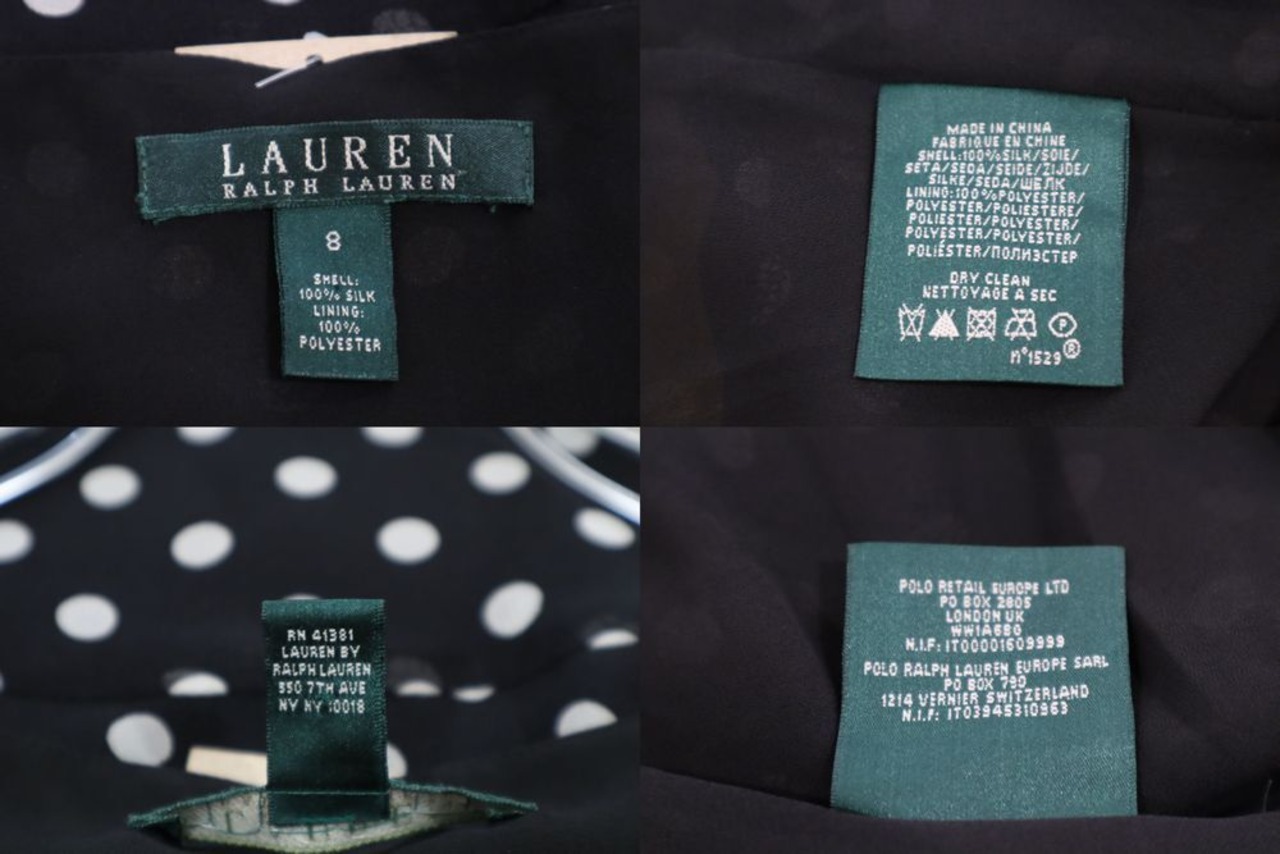 LAUREN
RALPH LAUREN
8
SHELL:
100% SILK
LINING:
100%
POLYESTER
MADE IN CHINA
FABRIQUE EN CHINE
SHELL:100%SILK/SOIE/
SETA/SEDA/SEIDE/ZIJDE/
SILKE/SEDA/ШЕЛК
LINING:100%POLYESTER/
POLYESTER/POLIESTERE/
POLIESTER/POLYESTER/
POLYESTER/POLYESTER/
POLIÉSTER/ПОЛИЭСТЕР
DRY CLEAN
NETTOYAGE A SEC
P
N°1529®
RN 41381
LAUREN BY
RALPH LAUREN
550 7TH AVE
NY NY 10018
POLO RETAIL EUROPE LTD
PO BOX 2805
LONDON UK
WW1A6BG
N.I.F: IT00001609999
POLO RALPH LAUREN EUROPE SARL
PO BOX 790
1214 VERNIER SWITZERLAND
N.I.F: IT03945310963